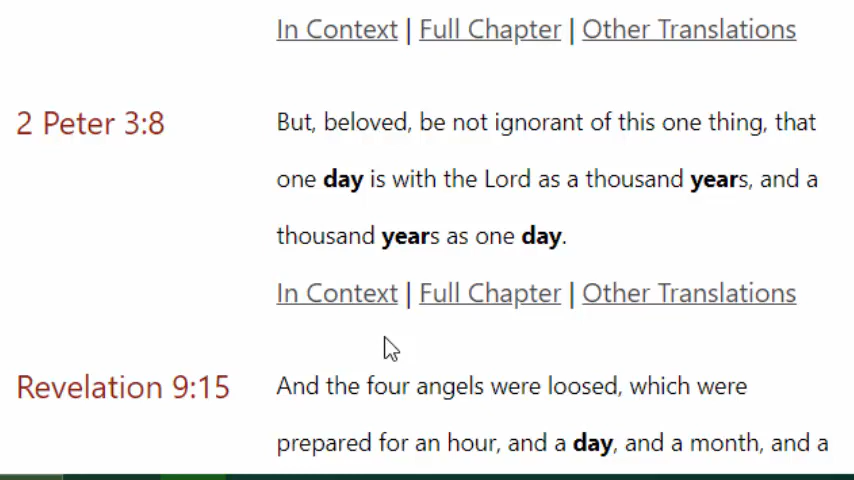 In Context | Full Chapter | Other Translations
2 Peter 3:8
But, beloved, be not ignorant of this one thing, that
one day is with the Lord as a thousand years, and a
thousand years as one day.
In Context | Full Chapter | Other Translations
Revelation 9:15
And the four angels were loosed, which were
prepared for an hour, and a day, and a month, and a